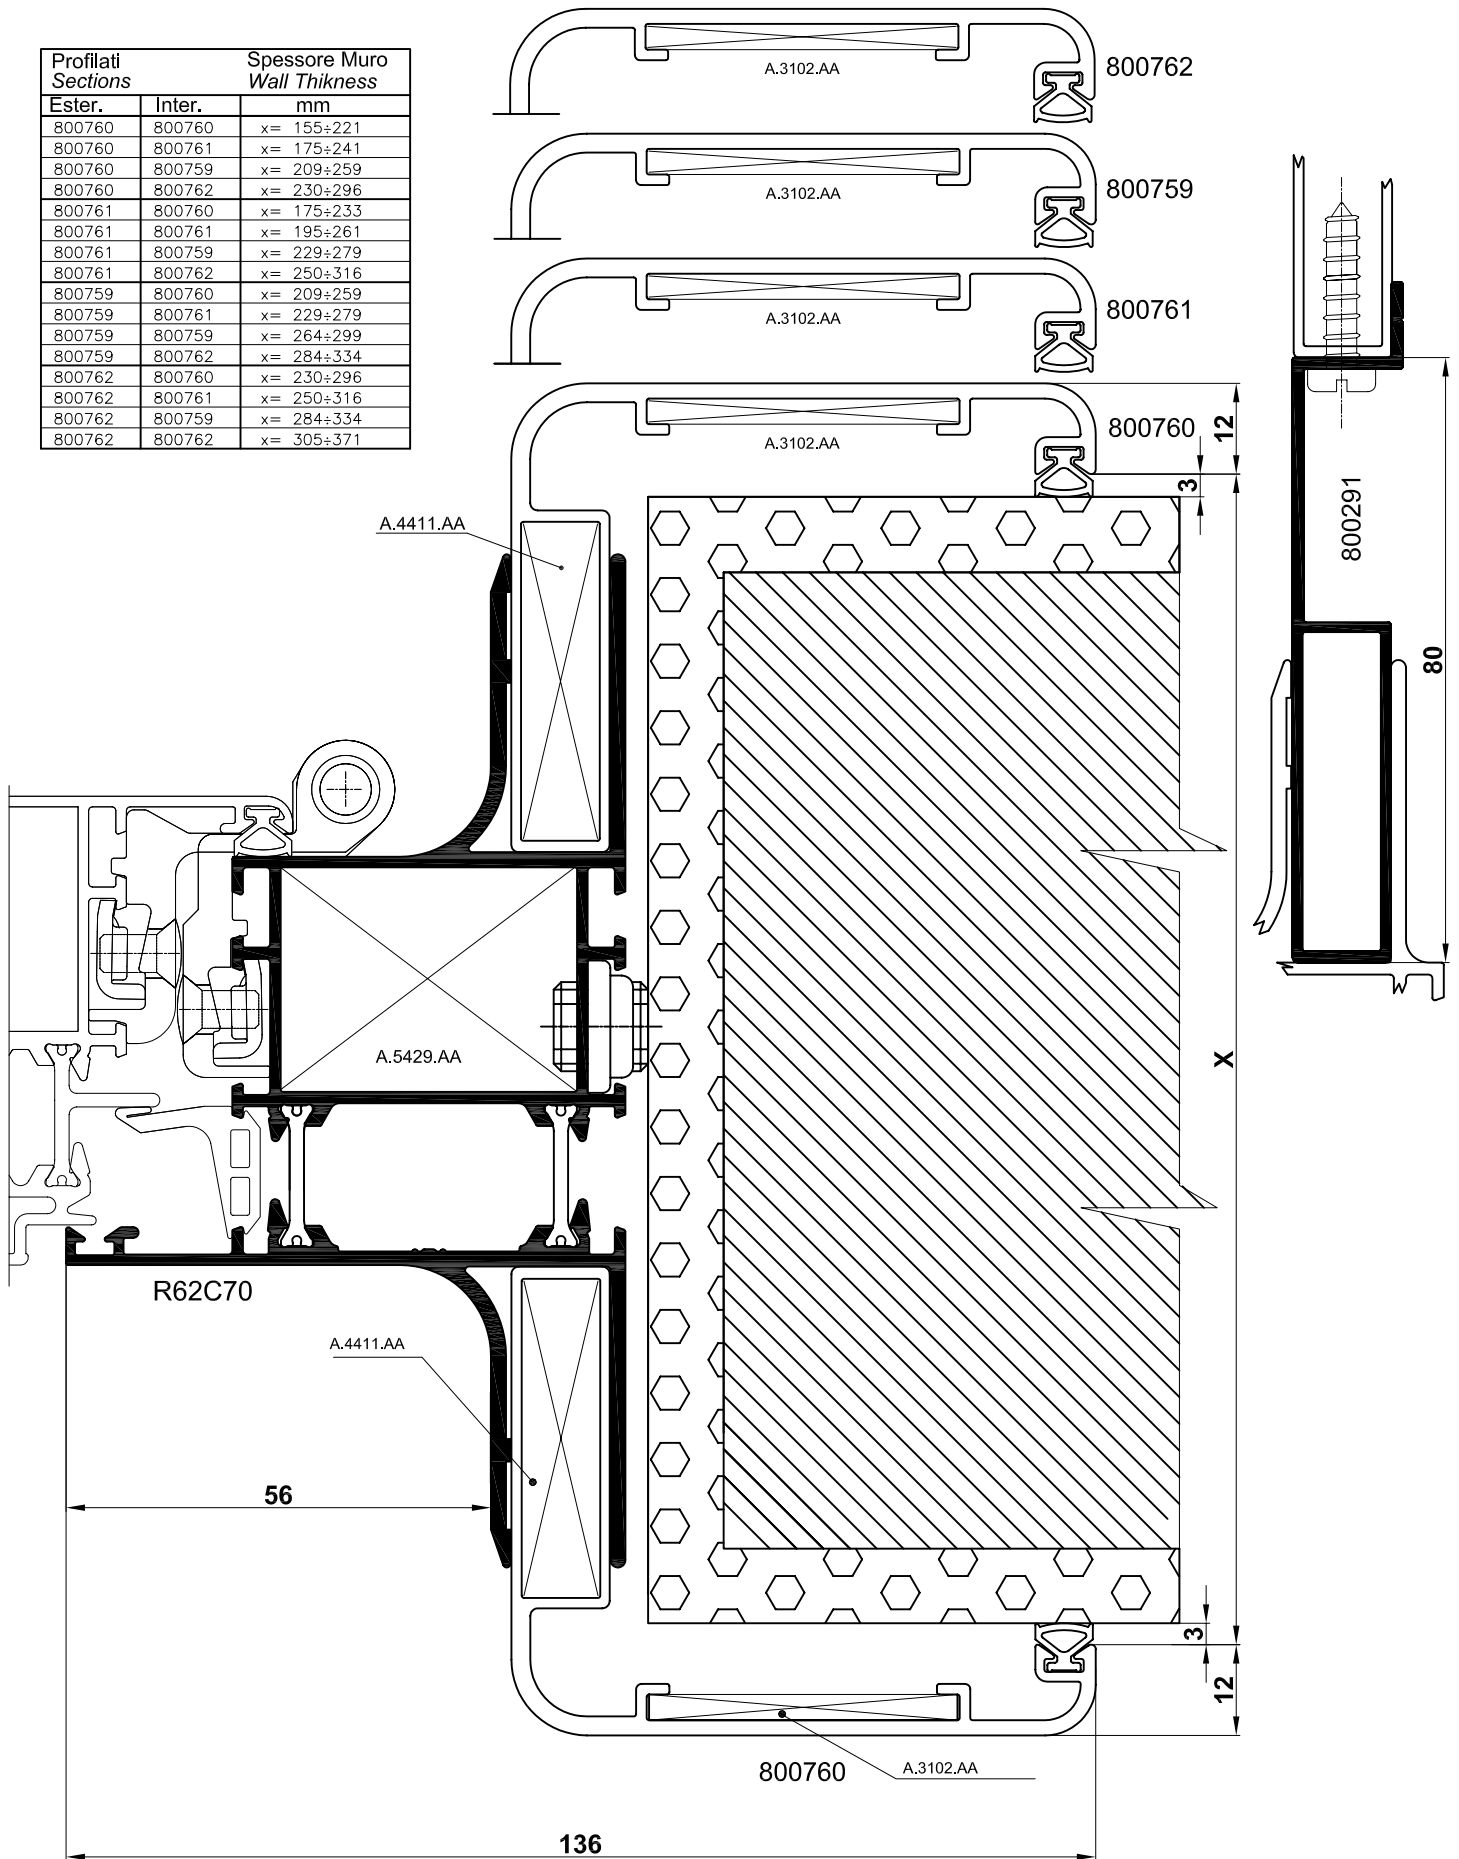 Profilati Spessore Muro
Sections Wall Thikness
Ester. Inter. mm
800760 800760 x= 155÷221
800760 800761 x= 175÷241
800760 800759 x= 209÷259
800760 800762 x= 230÷296
800761 800760 x= 175÷233
800761 800761 x= 195÷261
800761 800759 x= 229÷279
800761 800762 x= 250÷316
800759 800760 x= 209÷259
800759 800761 x= 229÷279
800759 800759 x= 264÷299
800759 800762 x= 284÷334
800762 800760 x= 230÷296
800762 800761 x= 250÷316
800762 800759 x= 284÷334
800762 800762 x= 305÷371
A.3102.AA
800762
A.3102.AA
800759
A.3102.AA
800761
A.3102.AA
800760
12
3
A.4411.AA
800291
80
A.5429.AA
X
R62C70
A.4411.AA
56
3
12
800760
A.3102.AA
136